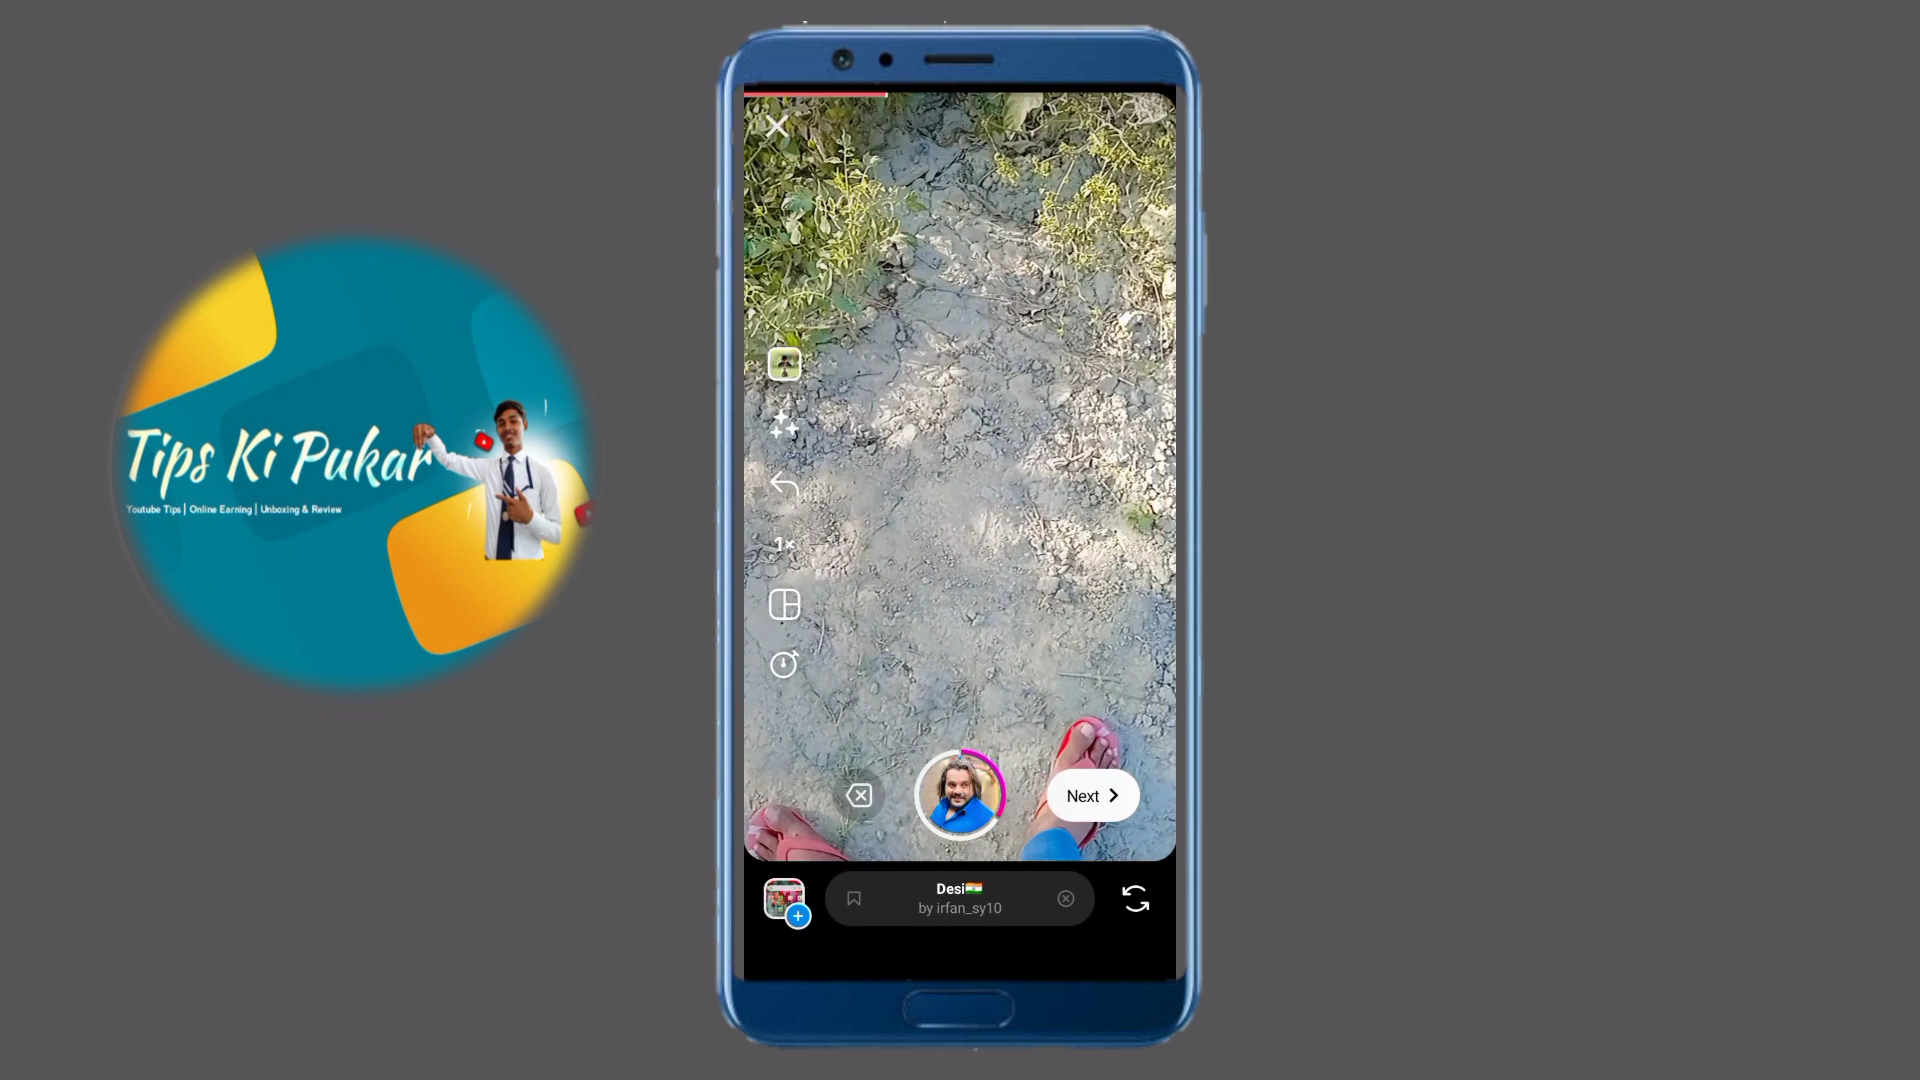 Tips Ki Pukar
Youtube Tips | Online Earning | Unboxing & Review
1×
Next
Desi🇮🇳
by irfan_sy10